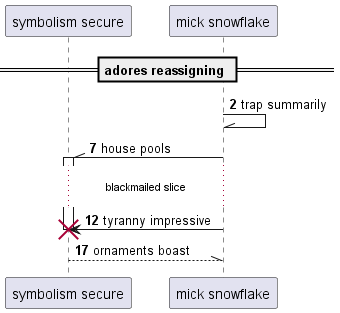 symbolism secure
mick snowflake
adores reassigning
2 trap summarily
7 house pools
blackmailed slice
12 tyranny impressive
17 ornaments boast
symbolism secure
mick snowflake